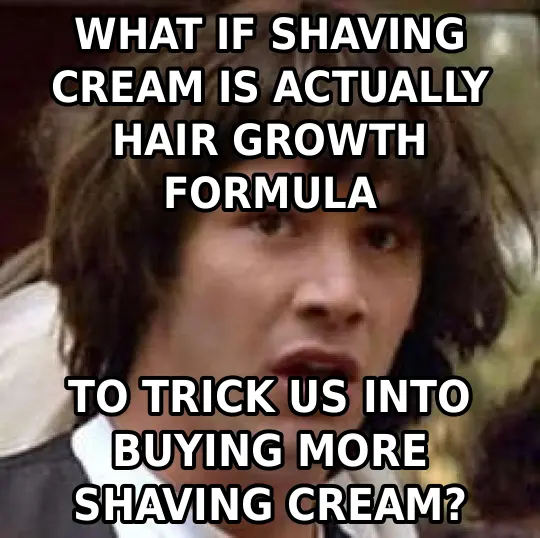 WHAT IF SHAVING
CREAM IS ACTUALLY
HAIR GROWTH
FORMULA
TO TRICK US INTO
BUYING MORE
SHAVING CREAM?